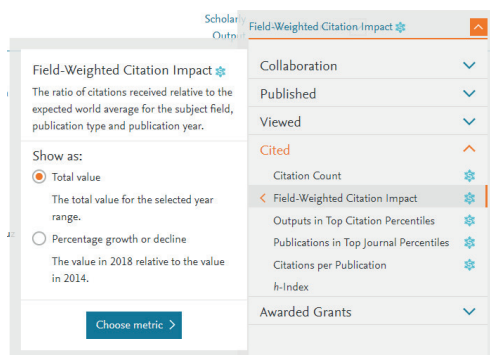 Scholarly
Output
Field-Weighted Citation Impact
Field-Weighted Citation Impact
The ratio of citations received relative to the
expected world average for the subject field,
publication type and publication year.
Show as:
Total value
The total value for the selected year
range.
Percentage growth or decline
The value in 2018 relative to the value
in 2014.
Choose metric
Collaboration
Published
Viewed
Cited
Citation Count
Field-Weighted Citation Impact
Outputs in Top Citation Percentiles
Publications in Top Journal Percentiles
Citations per Publication
h-Index
Awarded Grants